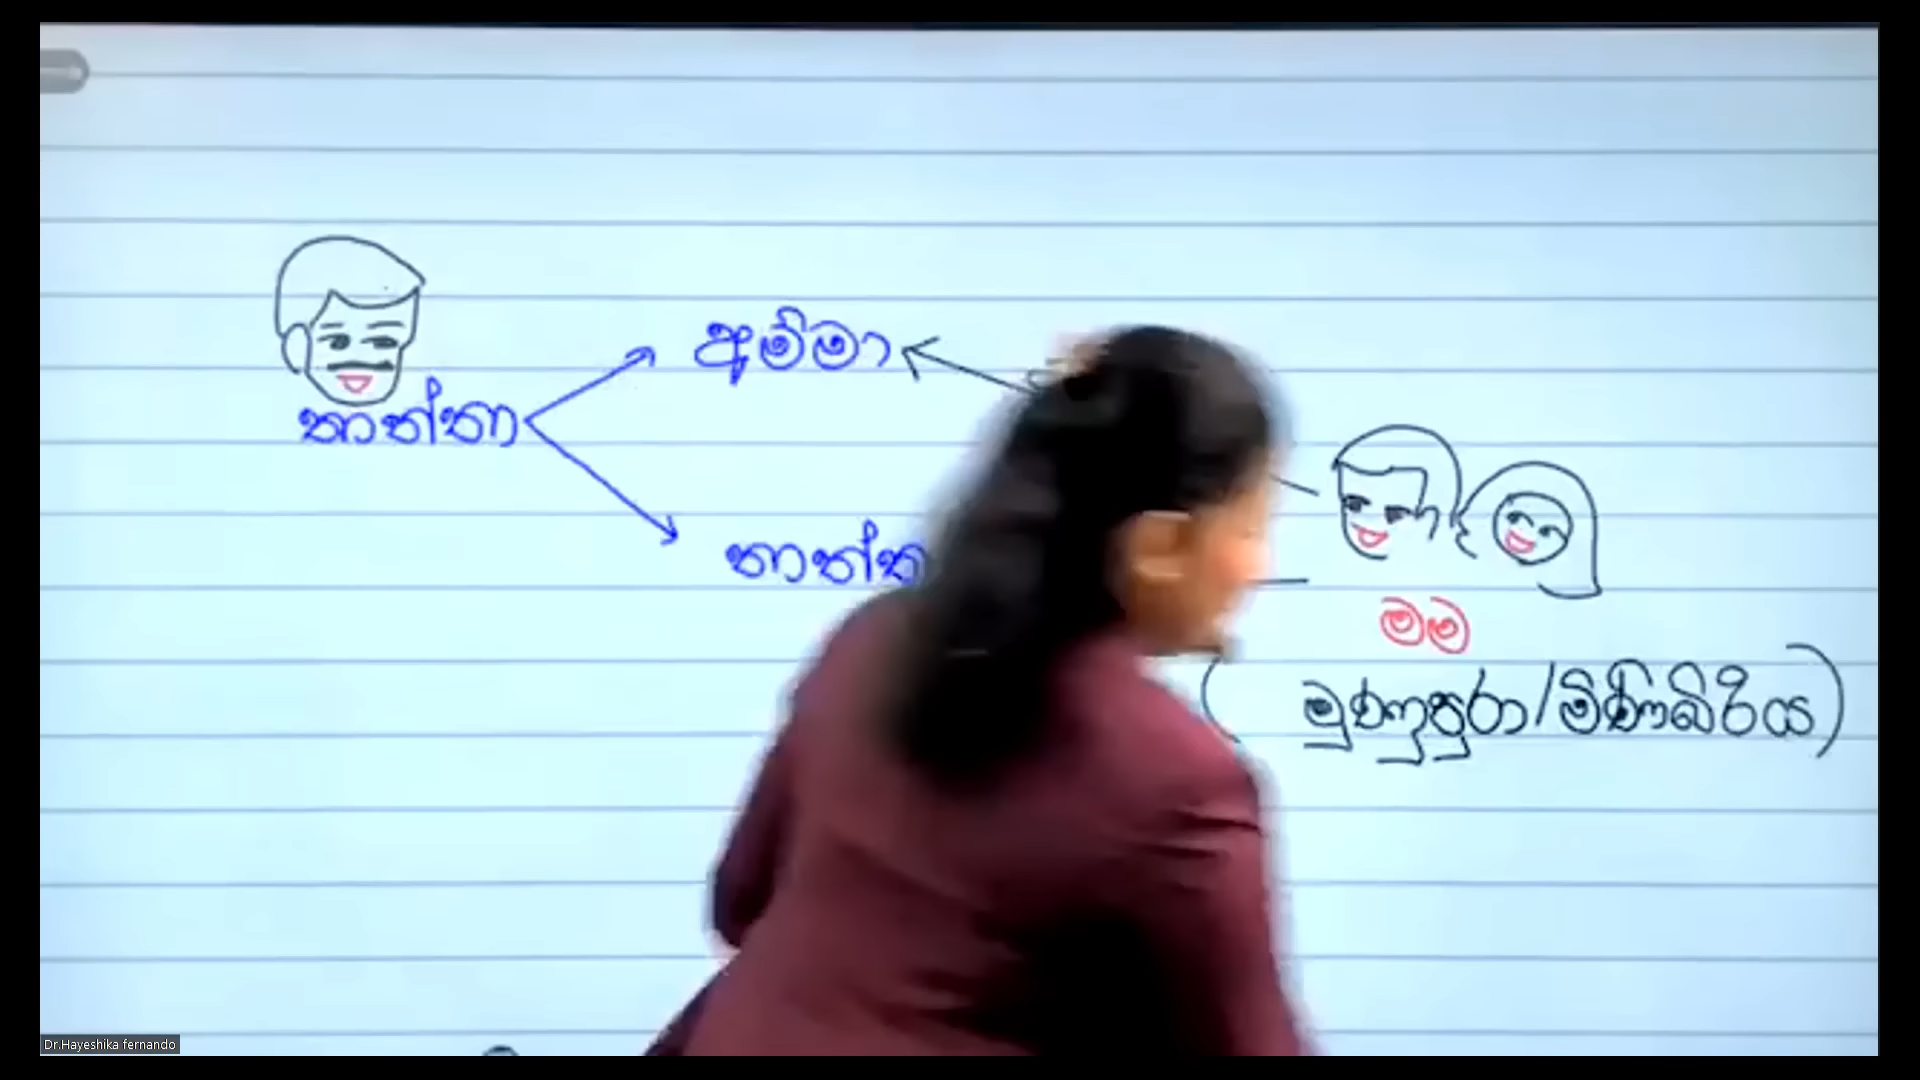 අම්මා
තාත්තා
තාත්තා
මම
(මුණුපුරා/මිණිබිරිය)
Dr.Hayeshika fernando